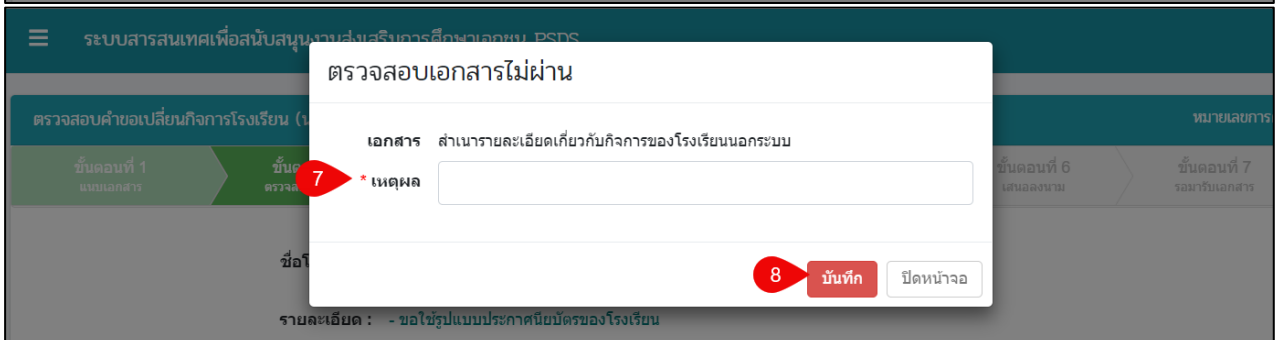 ระบบสารสนเทศเพื่อสนับสนุนงานส่งเสริมการศึกษาเอกชน PSDS
ตรวจสอบเอกสารไม่ผ่าน
ตรวจสอบคำขอเปลี่ยนกิจการโรงเรียน (น
หมายเลขการ
เอกสาร สำเนารายละเอียดเกี่ยวกับกิจการของโรงเรียนนอกระบบ
ขั้นตอนที่ 1
แนบเอกสาร
ขั้นต
ตรวจส
7 * เหตุผล
ขั้นตอนที่ 6
เสนอลงนาม
ขั้นตอนที่ 7
รอมารับเอกสาร
ชื่อโ
8 บันทึก ปิดหน้าจอ
รายละเอียด : - ขอใช้รูปแบบประกาศนียบัตรของโรงเรียน